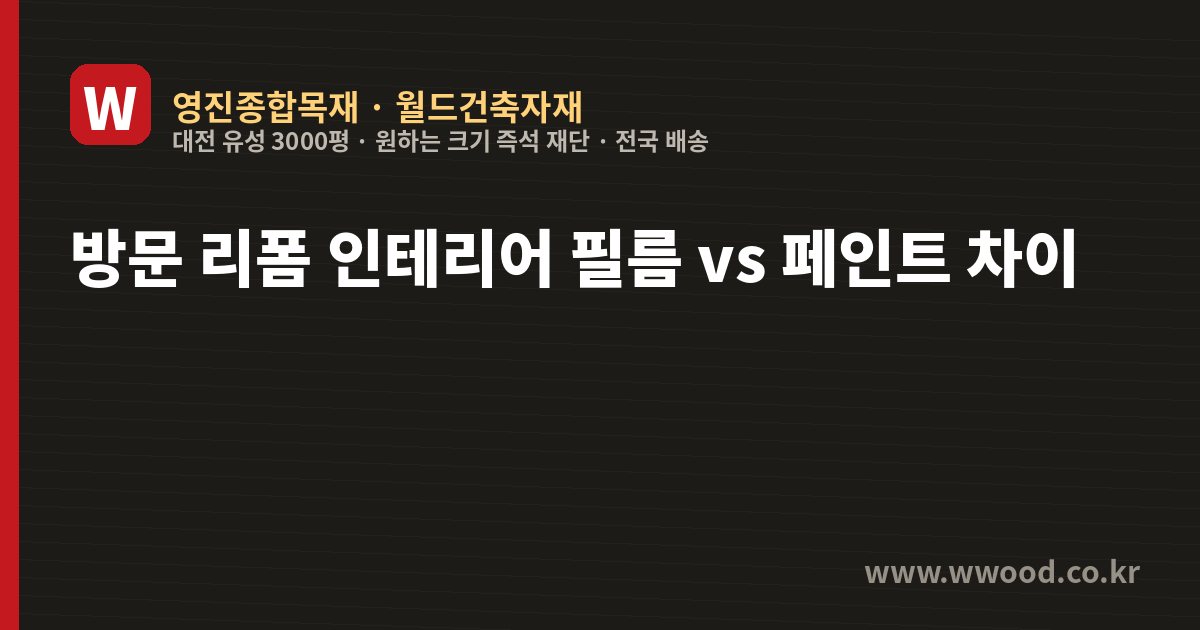 W
영진종합목재 · 월드건축자재
대전 유성 3000평 · 원하는 크기 즉석 재단 · 전국 배송
방문 리폼 인테리어 필름 vs 페인트 차이
www.wwood.co.kr